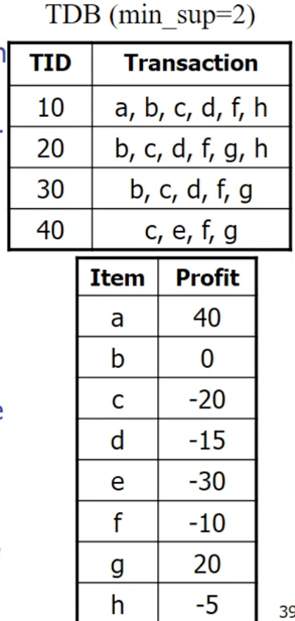 TDB (min_sup=2)
TID Transaction
10 a, b, c, d, f, h
20 b, c, d, f, g, h
30 b, c, d, f, g
40 c, e, f, g
Item Profit
a 40
b 0
c -20
d -15
e -30
f -10
g 20
h -5
39